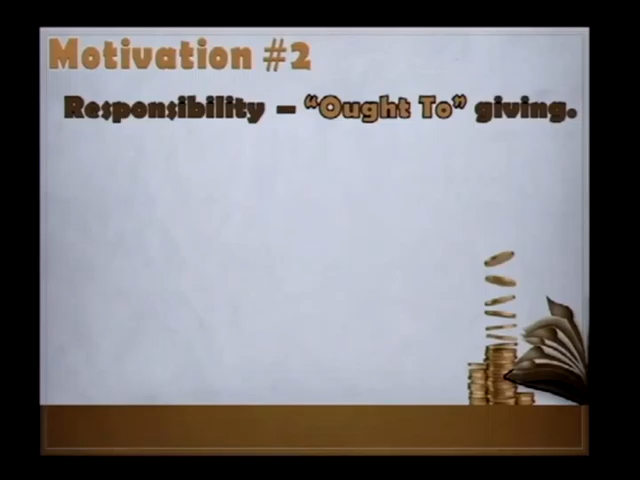 Motivation #2
Responsibility – “Ought To” giving.